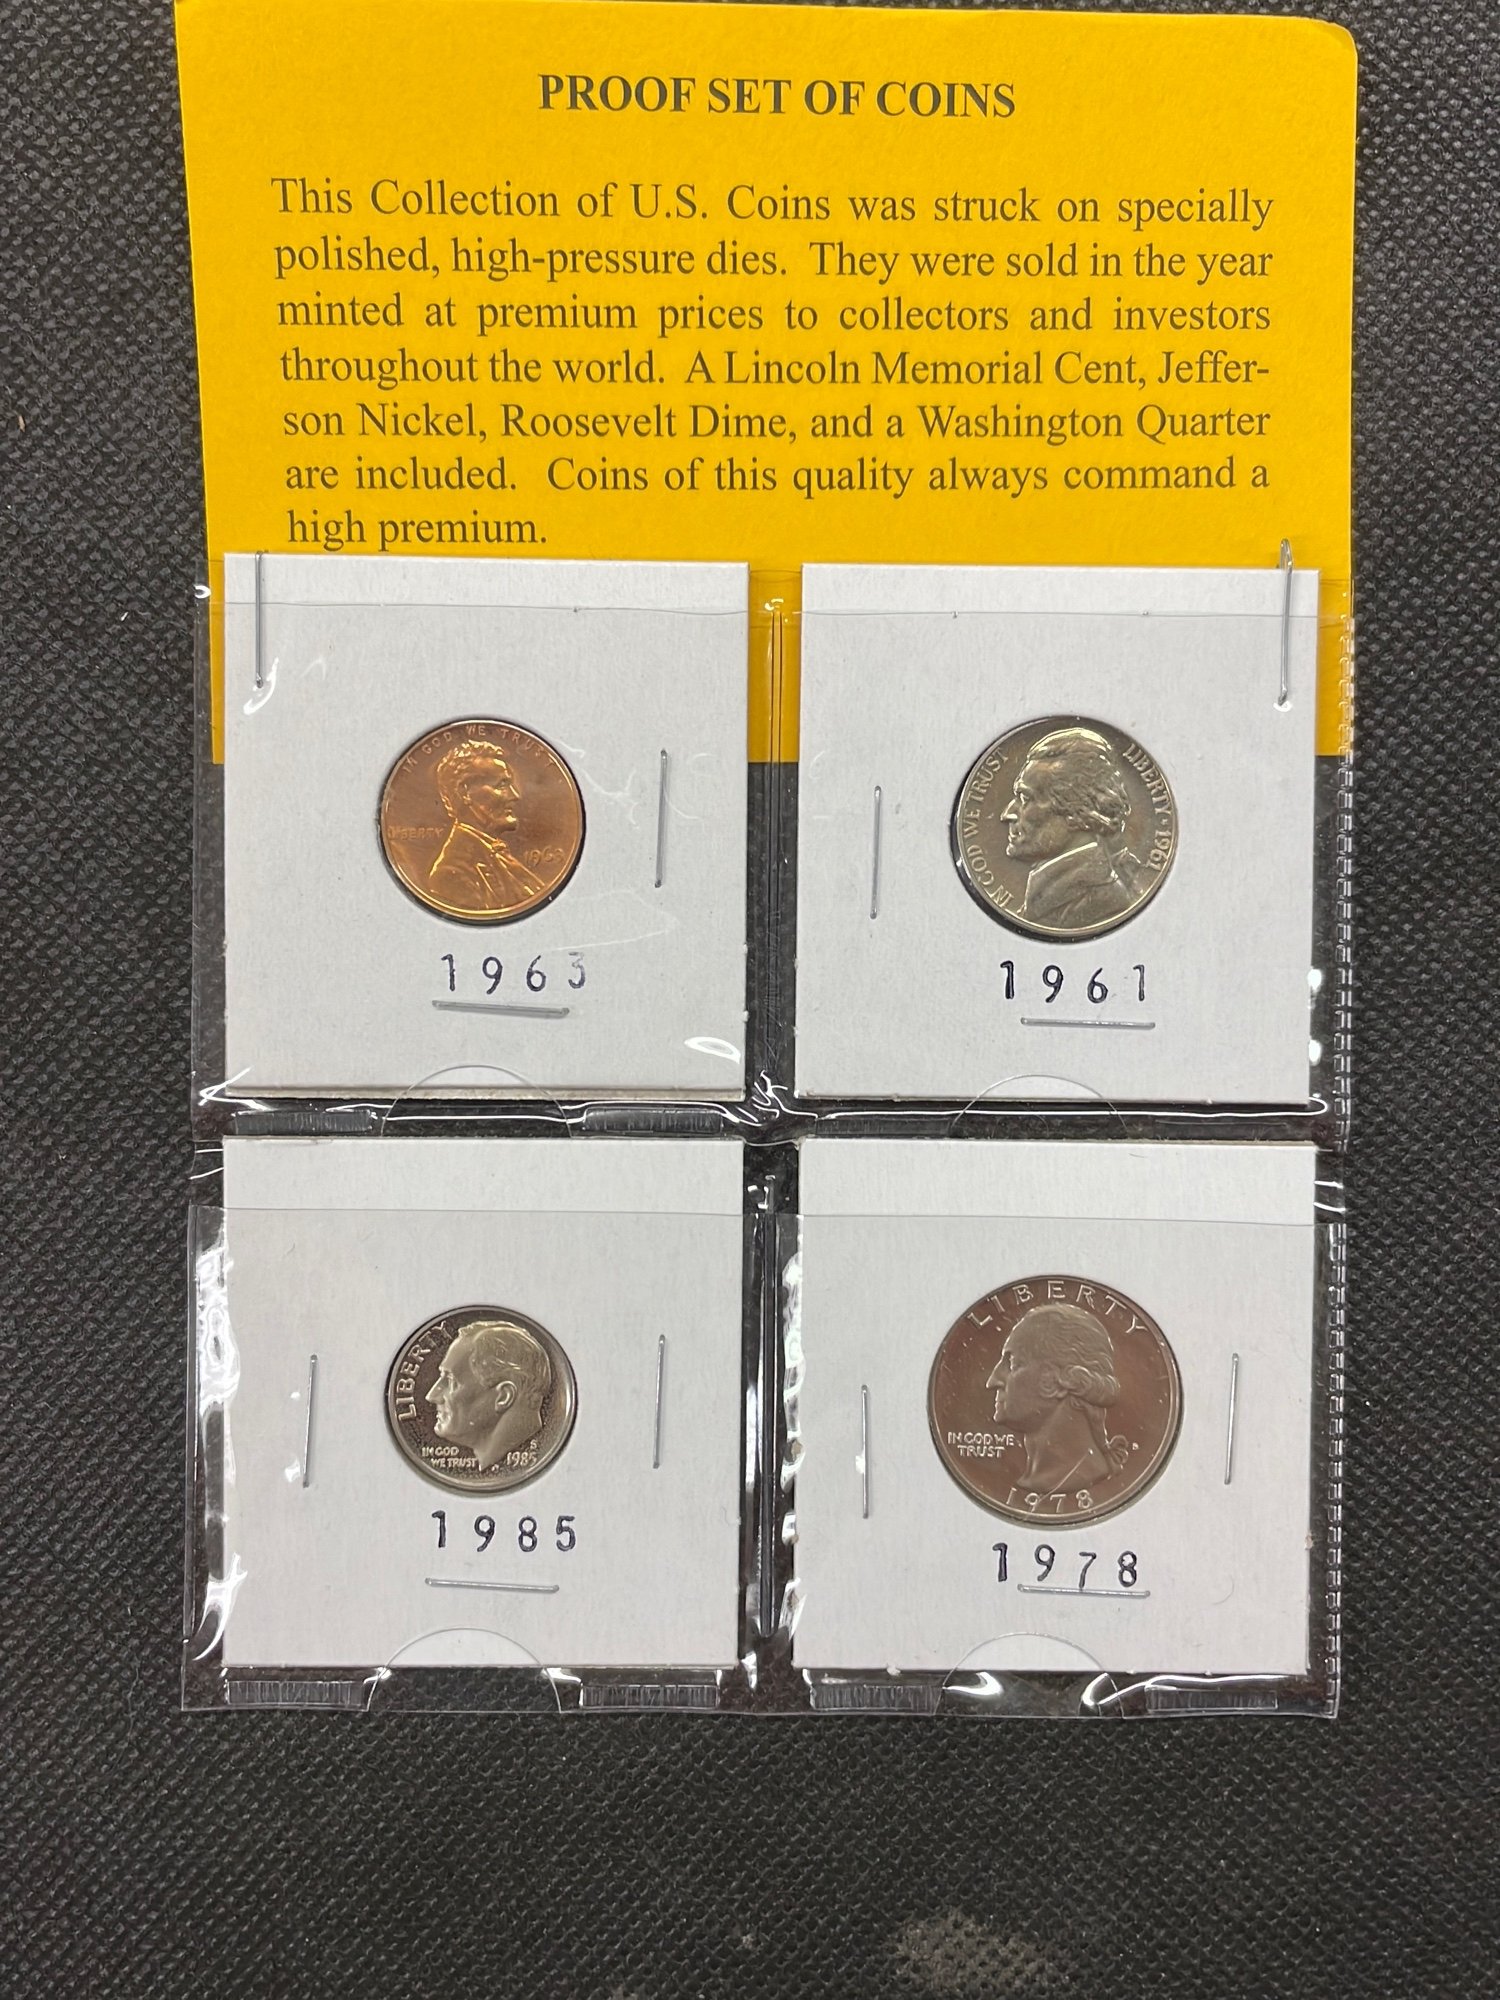 PROOF SET OF COINS
This Collection of U.S. Coins was struck on specially
polished, high-pressure dies. They were sold in the year
minted at premium prices to collectors and investors
throughout the world. A Lincoln Memorial Cent, Jeffer-
son Nickel, Roosevelt Dime, and a Washington Quarter
are included. Coins of this quality always command a
high premium.
IN GOD WE TRUST
LIBERTY
1963
1963
IN GOD WE TRUST
LIBERTY · 1961
1961
LIBERTY
IN GOD
WE TRUST
S
1985
1985
LIBERTY
IN GOD WE
TRUST
S
1978
1978